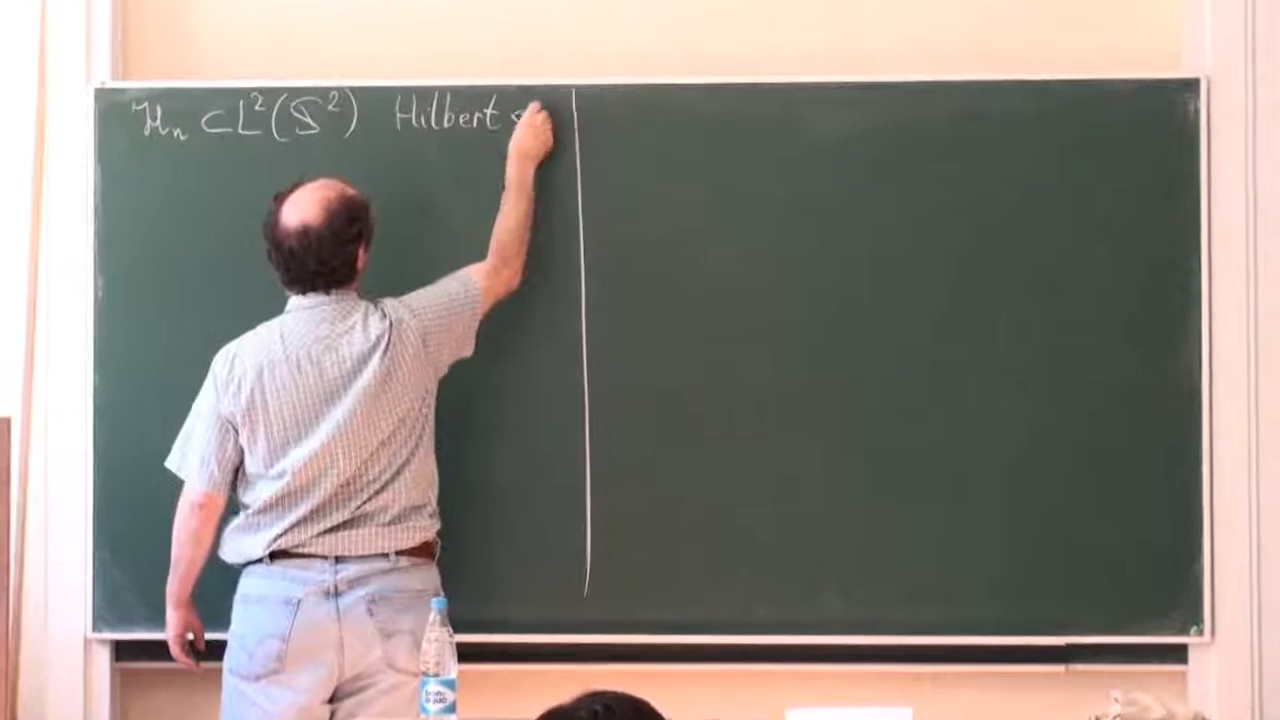 ℋₙ ⊂ L²(𝕊²) Hilbert s